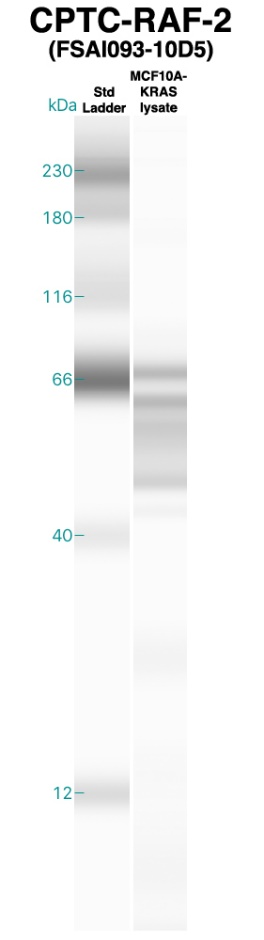 CPTC-RAF-2
(FSAI093-10D5)
kDa
Std
Ladder
MCF10A-
KRAS
lysate
230
180
116
66
40
12